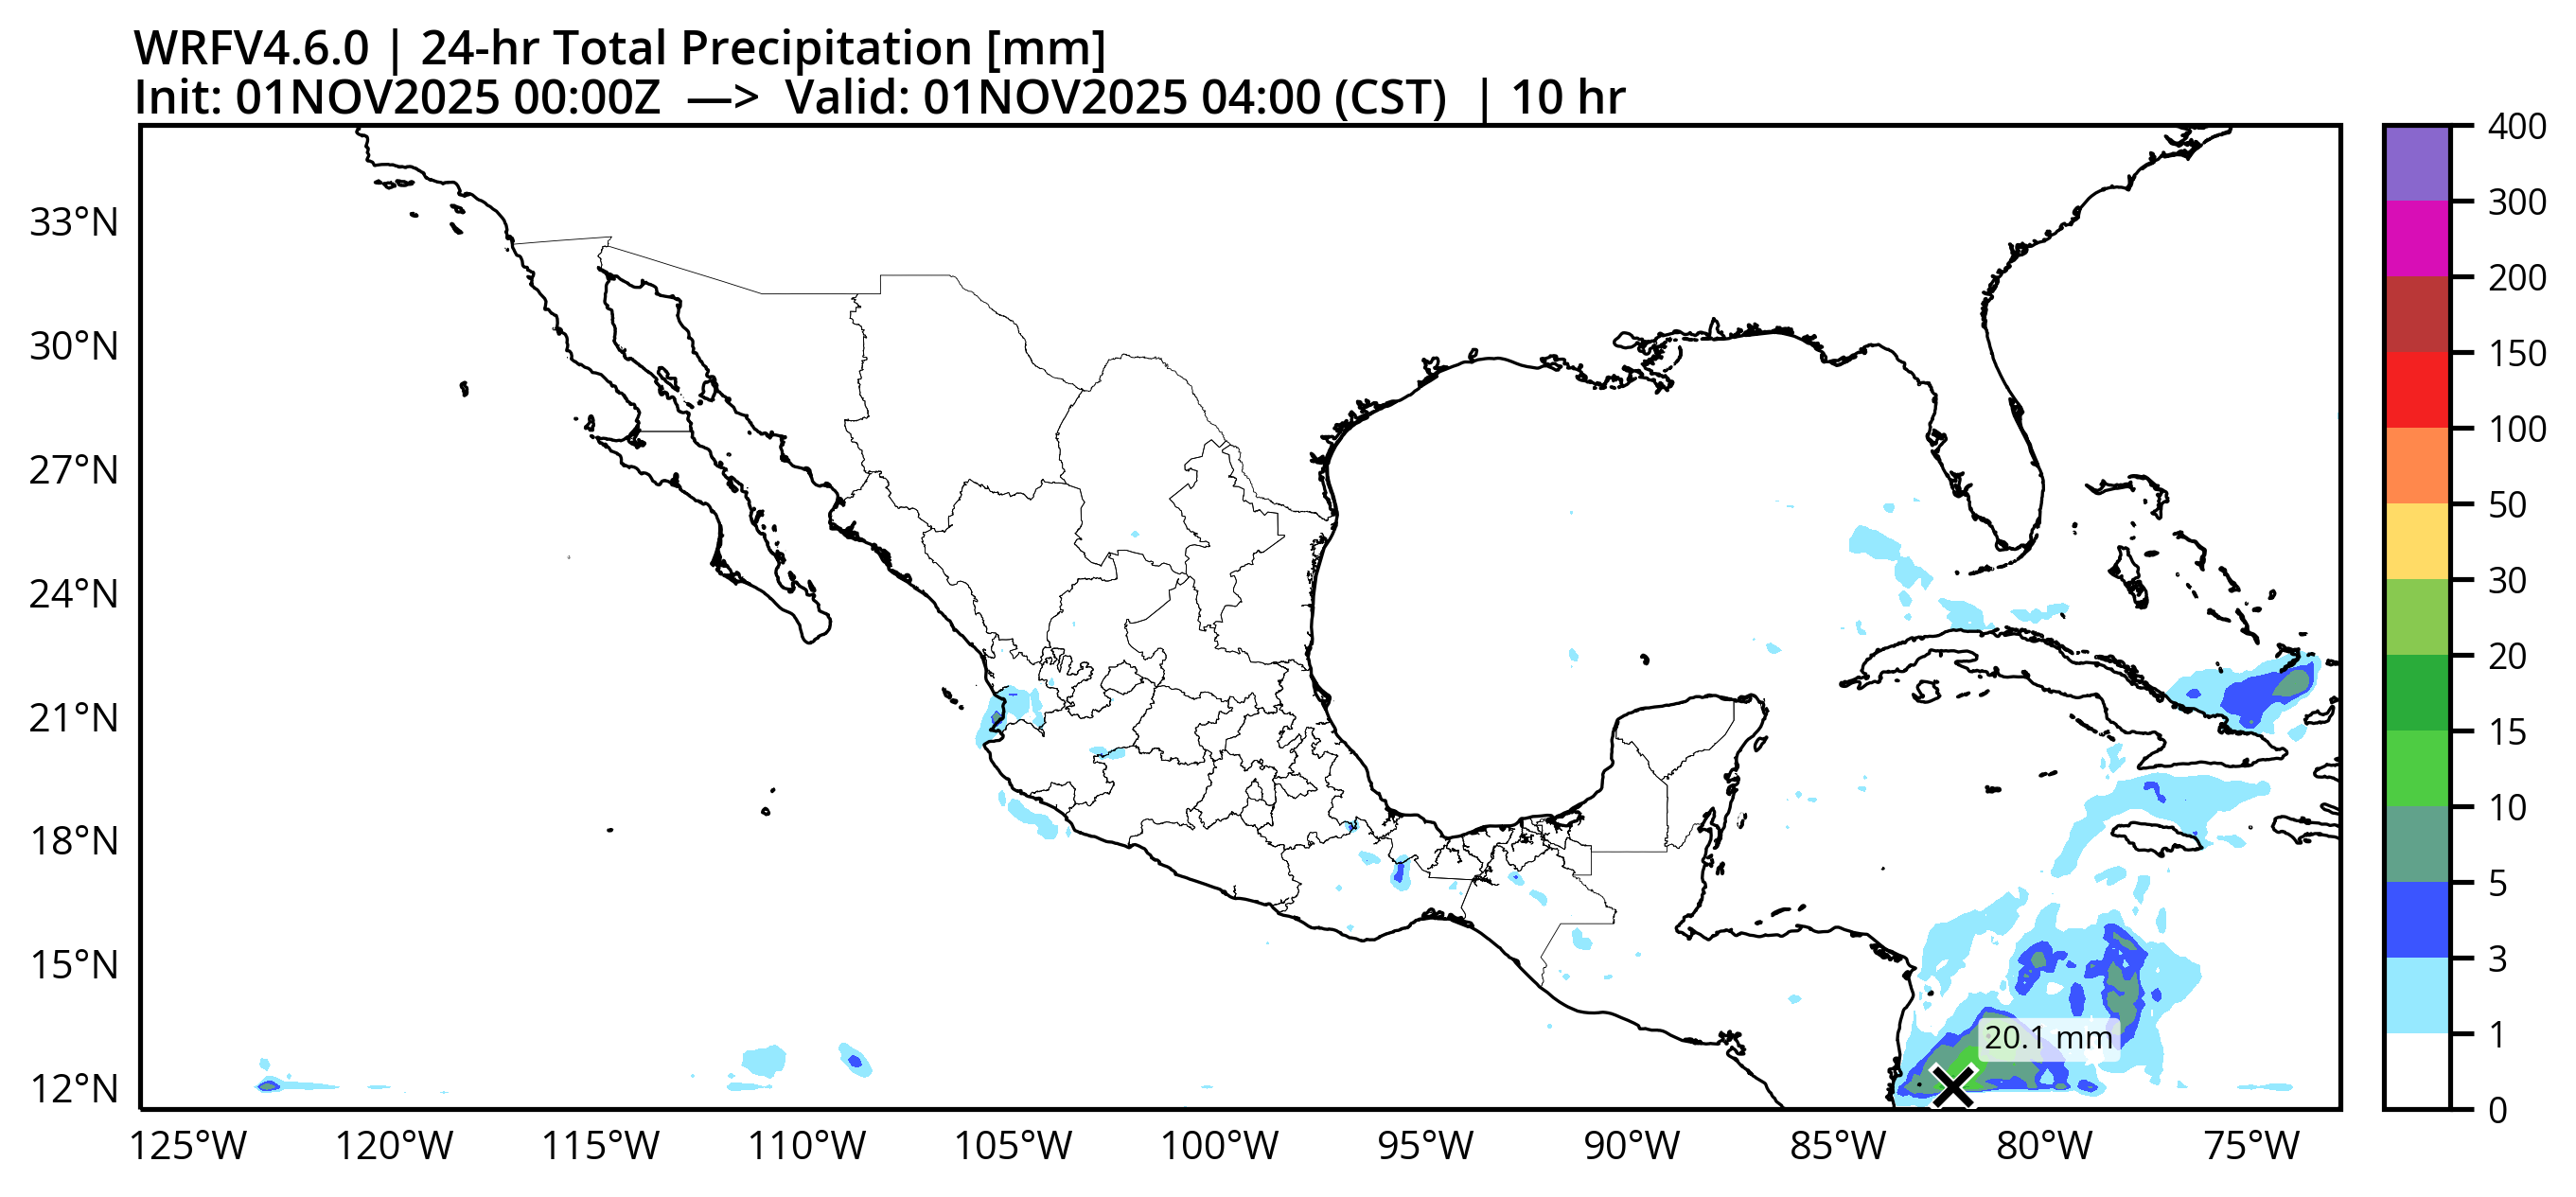 WRFV4.6.0 | 24-hr Total Precipitation [mm]
Init: 01NOV2025 00:00Z —> Valid: 01NOV2025 04:00 (CST) | 10 hr
33°N
30°N
27°N
24°N
21°N
18°N
15°N
12°N
125°W 120°W 115°W 110°W 105°W 100°W 95°W 90°W 85°W 80°W 75°W
20.1 mm
400
300
200
150
100
50
30
20
15
10
5
3
1
0